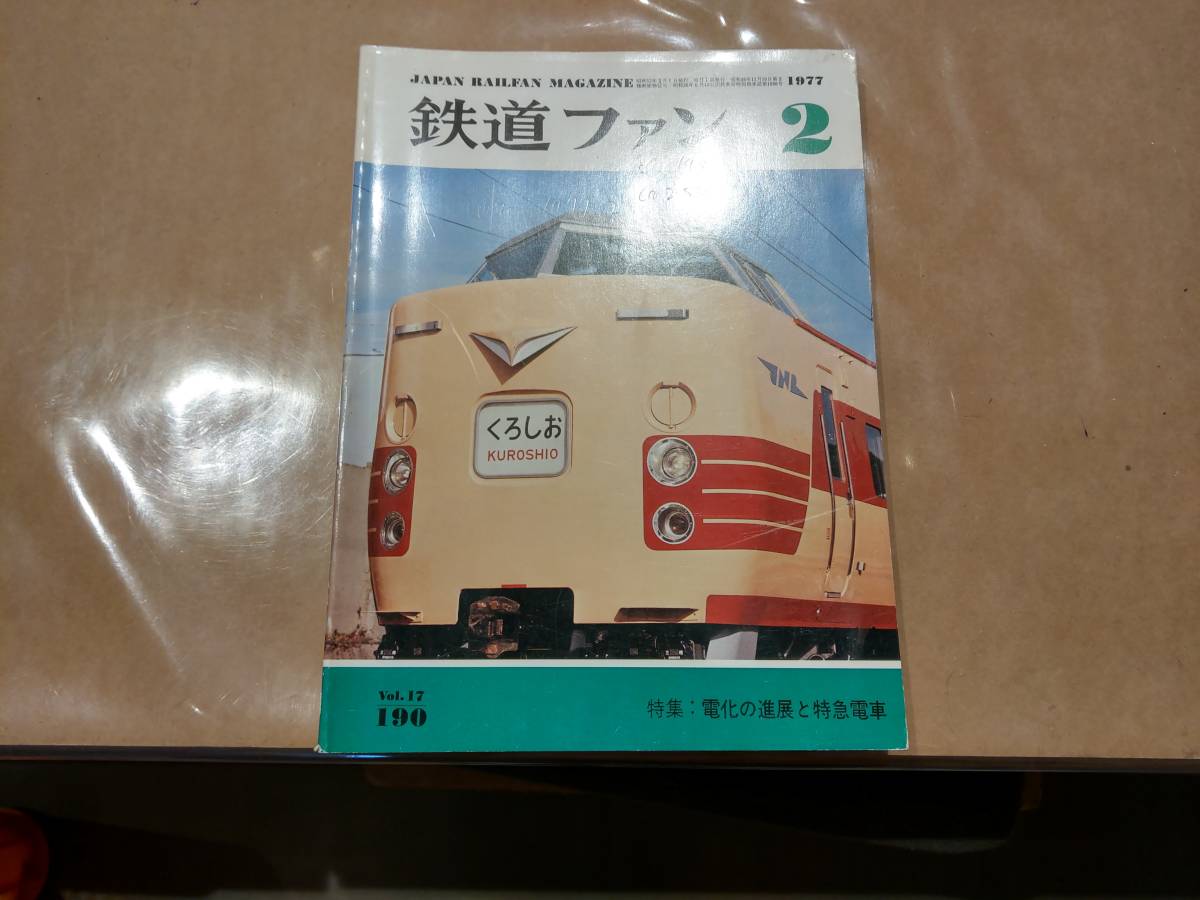 JAPAN RAILFAN MAGAZINE 1977
鉄道ファン 2
くろしお
KUROSHIO
JNR
Vol. 17
190
特集：電化の進展と特急電車